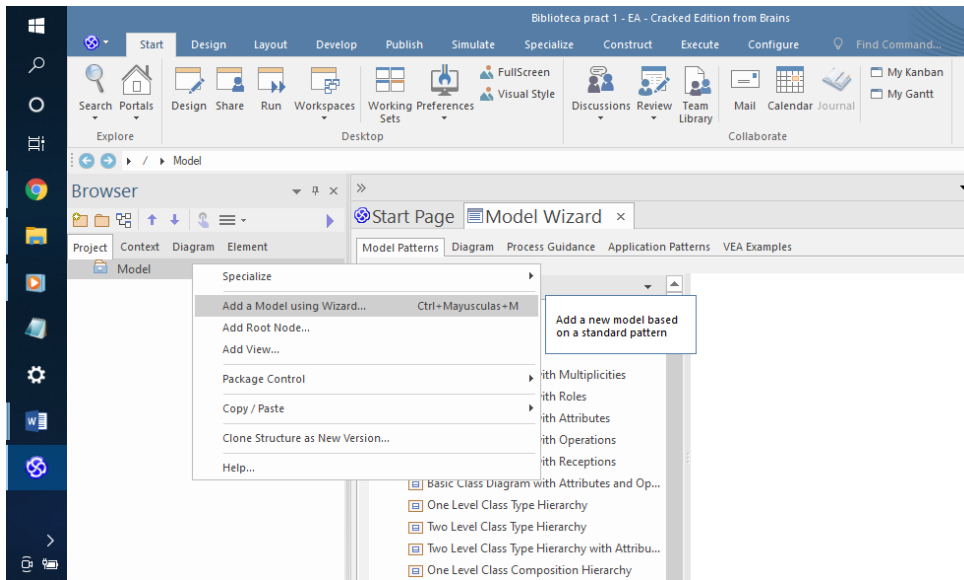 Biblioteca pract 1 - EA - Cracked Edition from Brains
Start Design Layout Develop Publish Simulate Specialize Construct Execute Configure Find Command...
Search Portals Design Share Run Workspaces Working Sets Preferences FullScreen Visual Style Discussions Review Team Library Mail Calendar Journal My Kanban My Gantt
Explore Desktop Collaborate
/ Model
Browser
Start Page Model Wizard ×
Project Context Diagram Element
Model Patterns Diagram Process Guidance Application Patterns VEA Examples
Model
Specialize
Add a Model using Wizard... Ctrl+Mayusculas+M
Add a new model based
on a standard pattern
Add Root Node...
Add View...
Package Control
Copy / Paste
Clone Structure as New Version...
Help...
ith Multiplicities
ith Roles
ith Attributes
ith Operations
ith Receptions
Basic Class Diagram with Attributes and Op...
One Level Class Type Hierarchy
Two Level Class Type Hierarchy
Two Level Class Type Hierarchy with Attribu...
One Level Class Composition Hierarchy